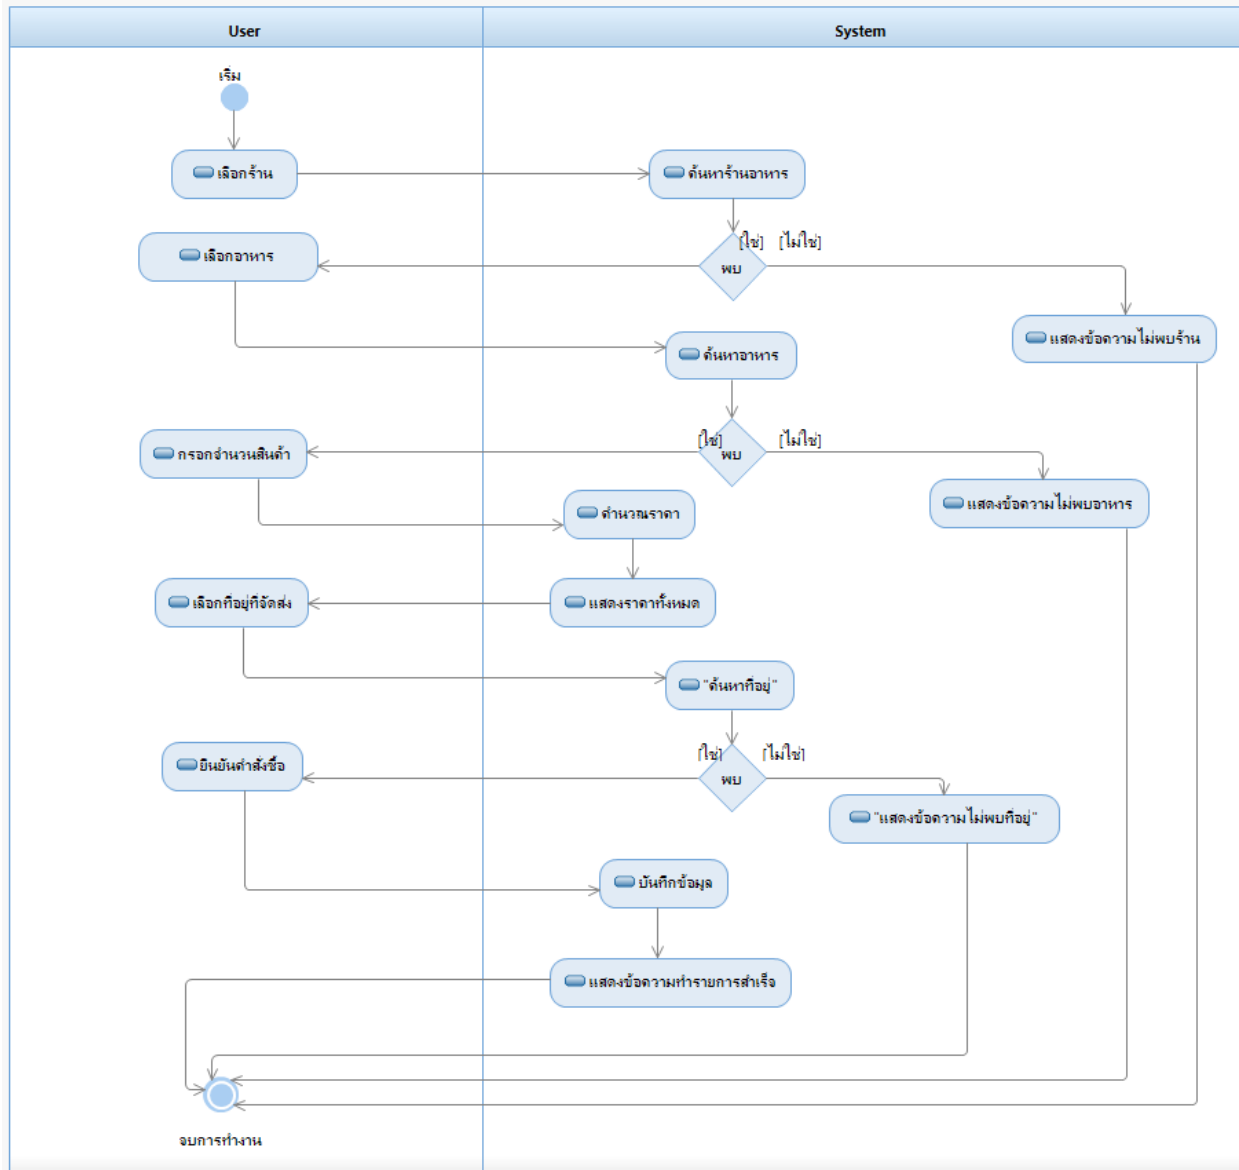 User
System
เริ่ม
เลือกร้าน
ค้นหาร้านอาหาร
[ใช่]
[ไม่ใช่]
เลือกอาหาร
พบ
แสดงข้อความไม่พบร้าน
ค้นหาอาหาร
[ใช่]
[ไม่ใช่]
กรอกจำนวนสินค้า
พบ
แสดงข้อความไม่พบอาหาร
คำนวณราคา
เลือกที่อยู่ที่จัดส่ง
แสดงราคาทั้งหมด
"ค้นหาที่อยู่"
[ใช่]
[ไม่ใช่]
ยืนยันคำสั่งซื้อ
พบ
"แสดงข้อความไม่พบที่อยู่"
บันทึกข้อมูล
แสดงข้อความทำรายการสำเร็จ
จบการทำงาน